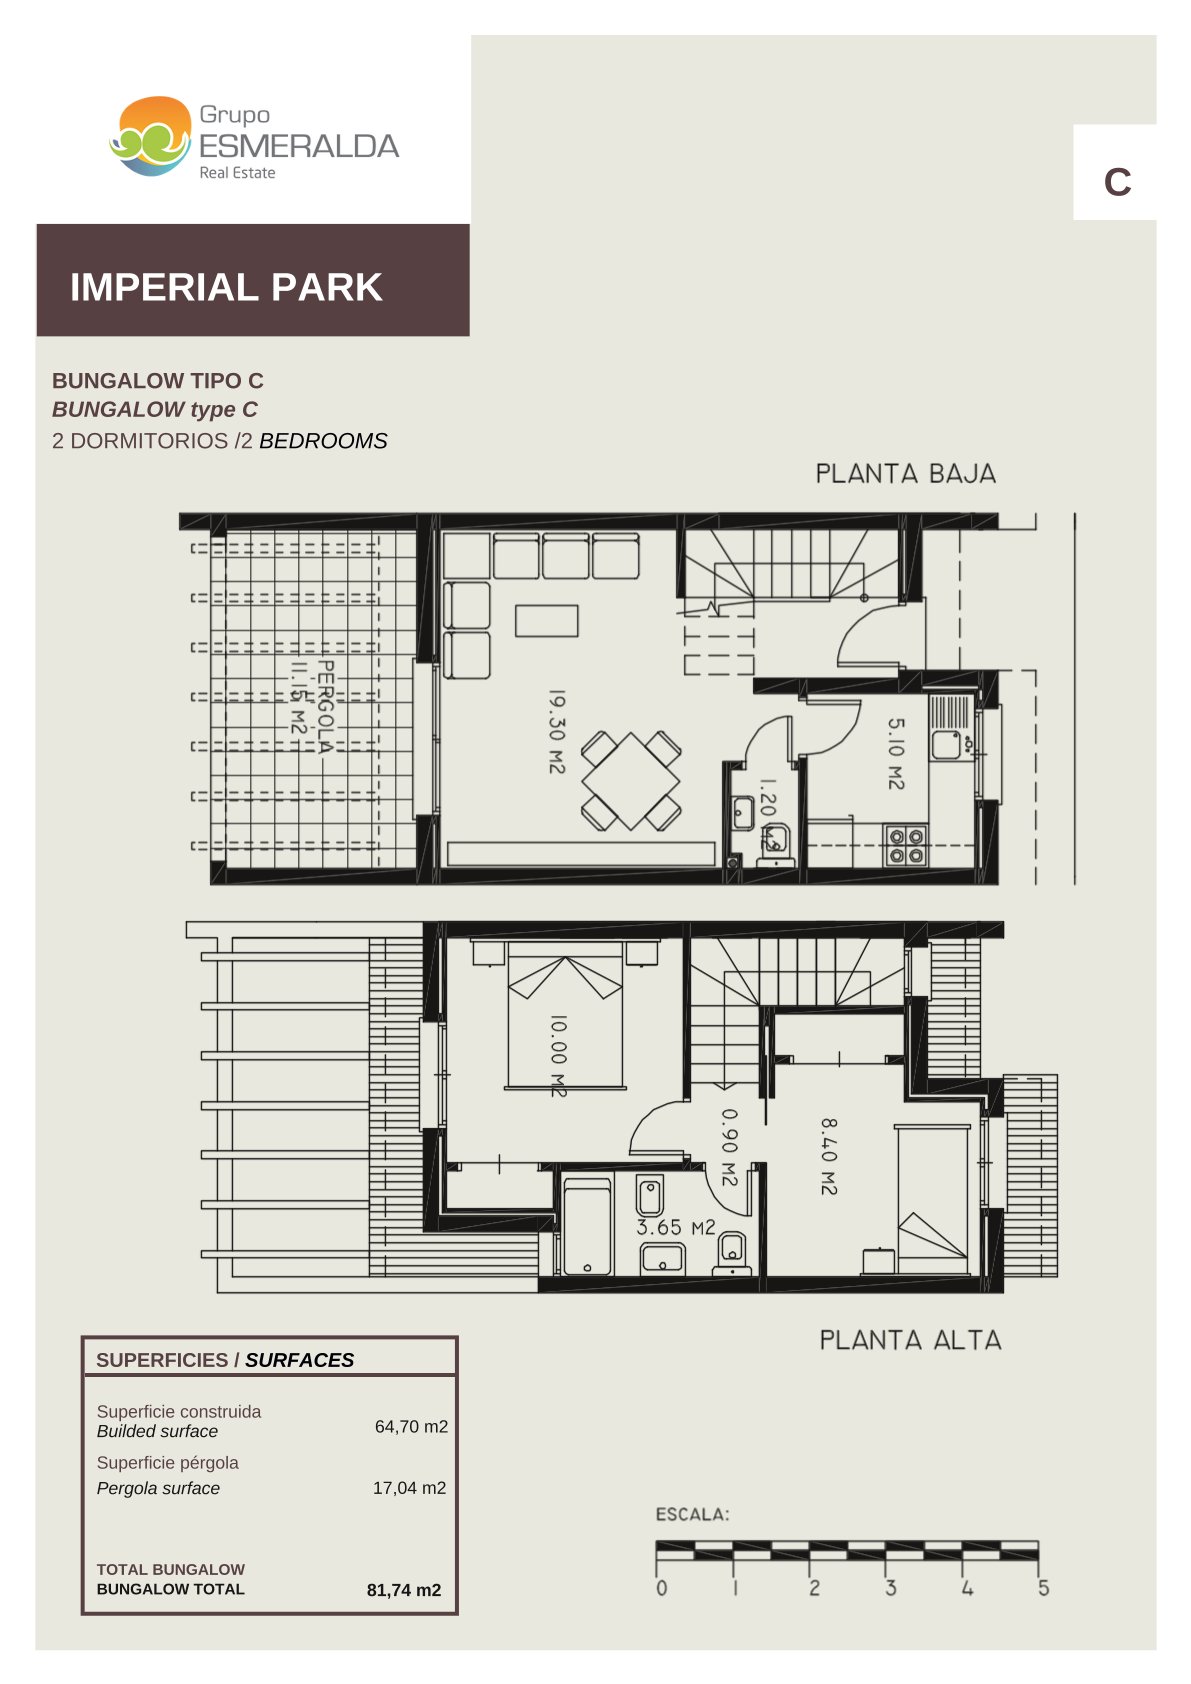 Grupo
ESMERALDA
Real Estate
C
IMPERIAL PARK
BUNGALOW TIPO C
BUNGALOW type C
2 DORMITORIOS /2 BEDROOMS
PLANTA BAJA
PERGOLA
11.15 M2
19.30 M2
5.10 M2
1.20 M2
10.00 M2
0.90 M2
8.40 M2
3.65 M2
PLANTA ALTA
SUPERFICIES / SURFACES
Superficie construida
Builded surface
64,70 m2
Superficie pérgola
Pergola surface
17,04 m2
TOTAL BUNGALOW
BUNGALOW TOTAL
81,74 m2
ESCALA:
0 1 2 3 4 5